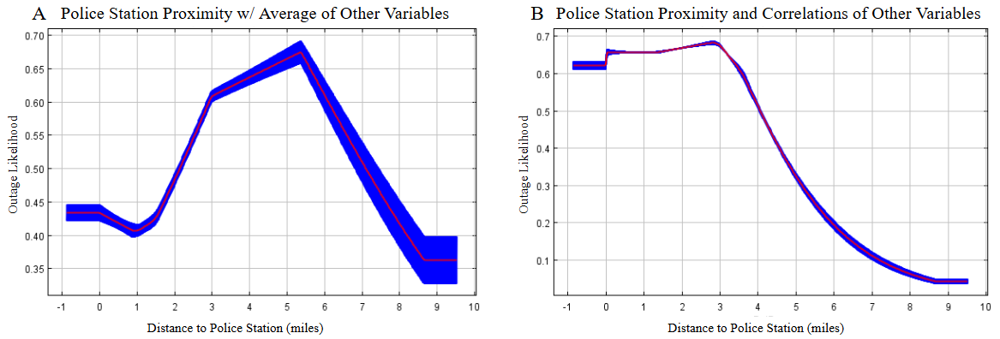 A Police Station Proximity w/ Average of Other Variables
0.70
0.65
0.60
0.55
0.50
0.45
0.40
0.35
Outage Likelihood
-1 0 1 2 3 4 5 6 7 8 9 10
Distance to Police Station (miles)
B Police Station Proximity and Correlations of Other Variables
0.7
0.6
0.5
0.4
0.3
0.2
0.1
Outage Likelihood
-1 0 1 2 3 4 5 6 7 8 9 10
Distance to Police Station (miles)